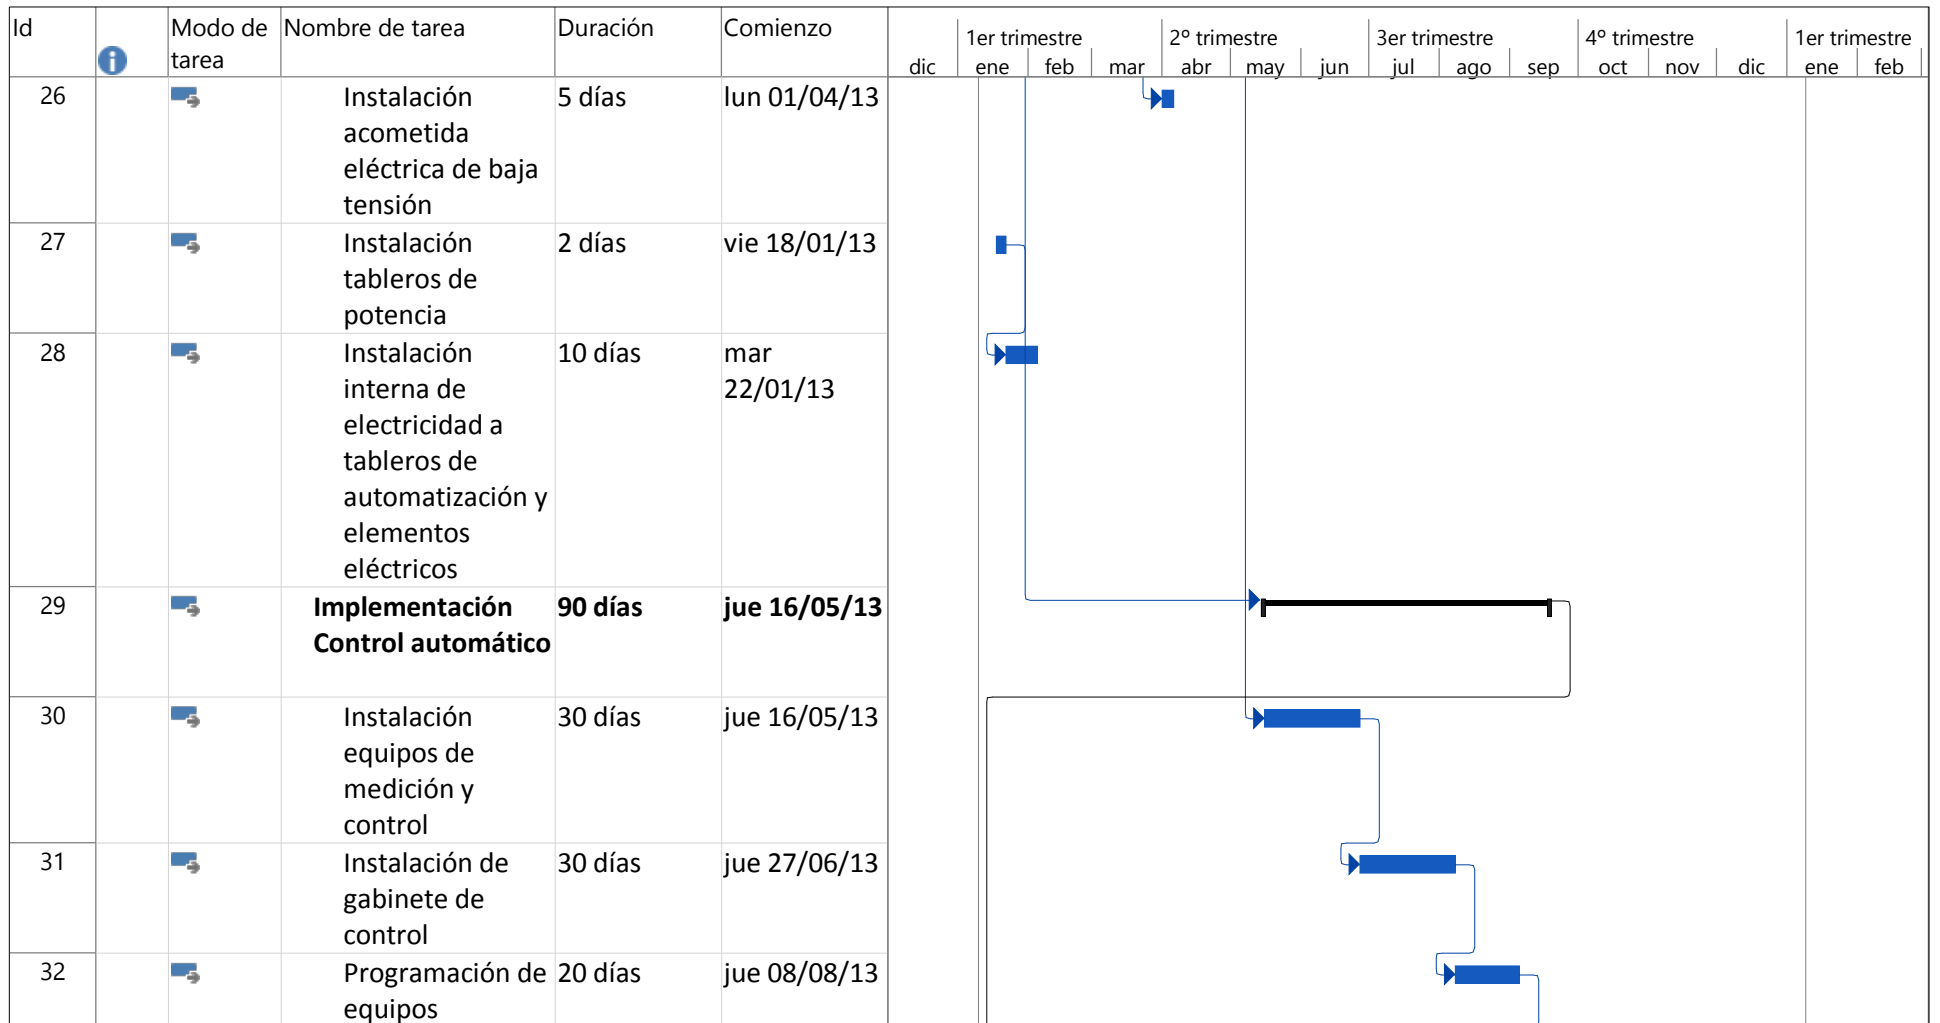 Id
Modo de tarea
Nombre de tarea
Duración
Comienzo
1er trimestre
2º trimestre
3er trimestre
4º trimestre
1er trimestre
dic ene feb mar abr may jun jul ago sep oct nov dic ene feb
26
Instalación
acometida
eléctrica de baja
tensión
5 días
lun 01/04/13
27
Instalación
tableros de
potencia
2 días
vie 18/01/13
28
Instalación
interna de
electricidad a
tableros de
automatización y
elementos
eléctricos
10 días
mar
22/01/13
29
Implementación
Control automático
90 días
jue 16/05/13
30
Instalación
equipos de
medición y
control
30 días
jue 16/05/13
31
Instalación de
gabinete de
control
30 días
jue 27/06/13
32
Programación de
equipos
20 días
jue 08/08/13